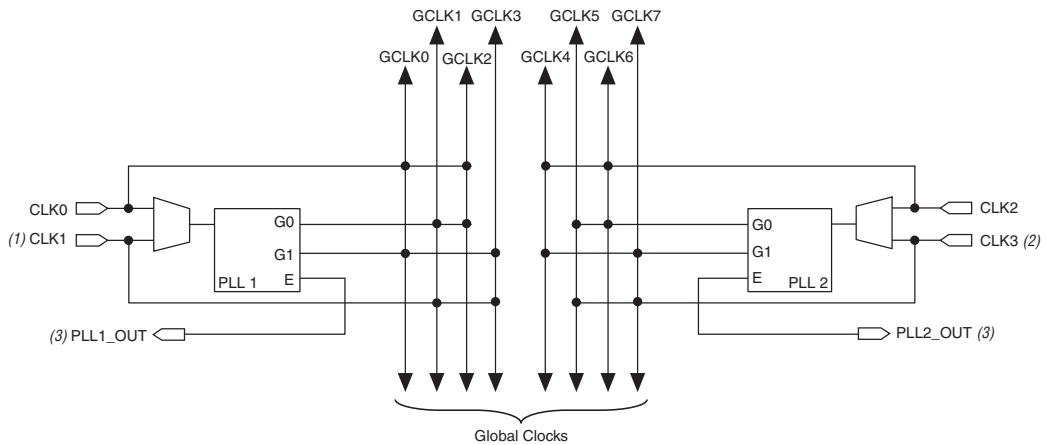 GCLK1 GCLK3 GCLK5 GCLK7
GCLK0 GCLK2 GCLK4 GCLK6
CLK0
G0
G0
CLK2
(1) CLK1
G1
G1
CLK3 (2)
PLL 1
E
E
PLL 2
(3) PLL1_OUT
PLL2_OUT (3)
Global Clocks